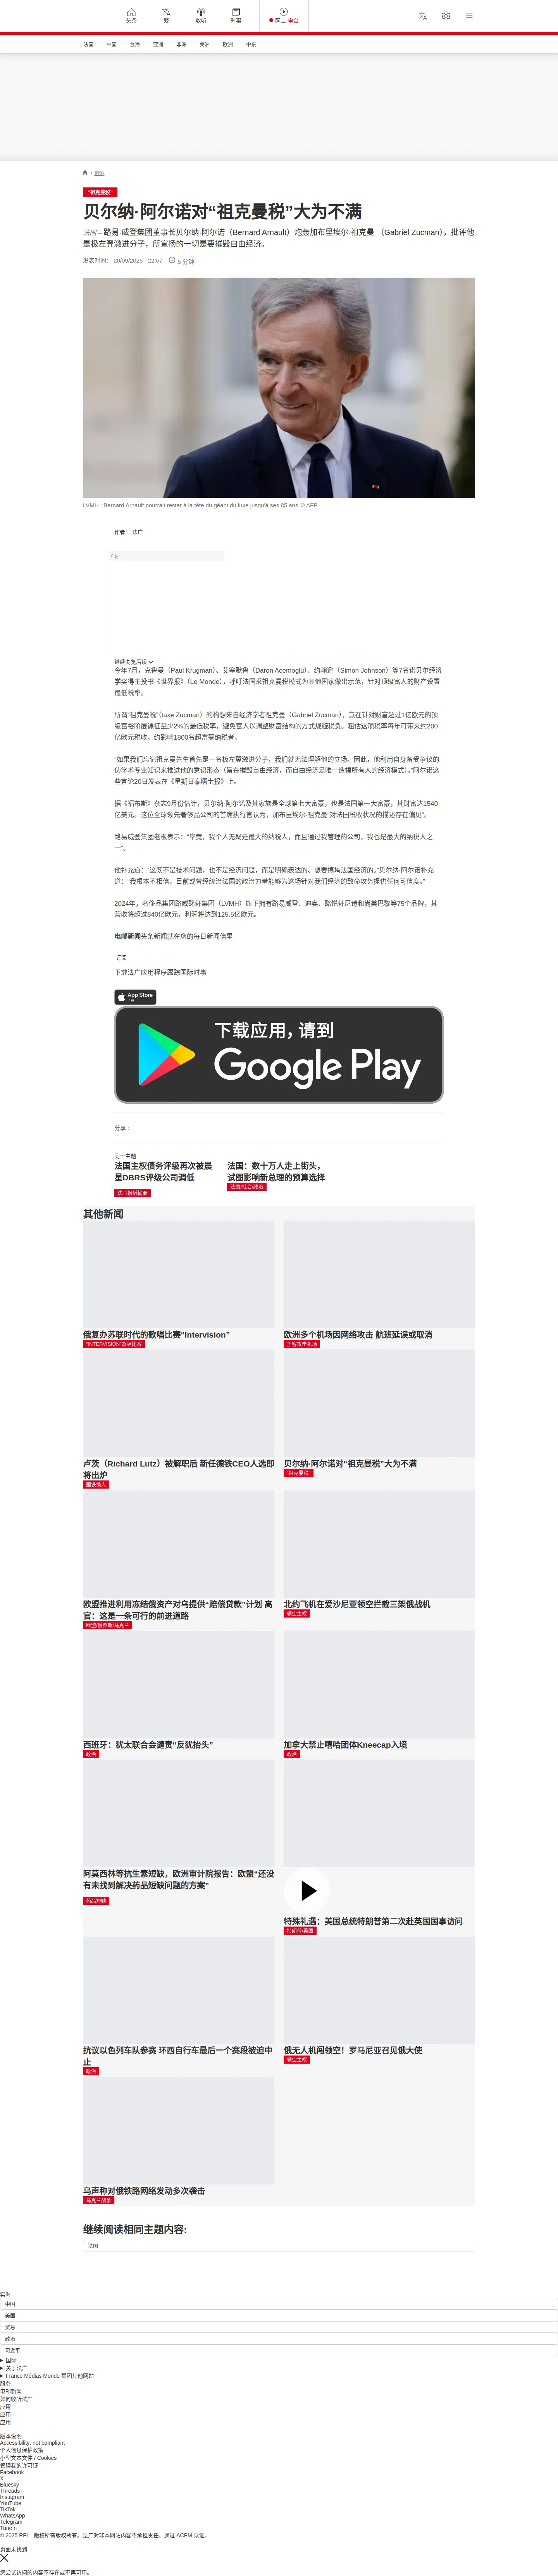 头条
繁
收听
时事
网上 电台
法国
中国
台海
亚洲
非洲
美洲
欧洲
中东
/ 欧洲
“祖克曼税”
贝尔纳·阿尔诺对“祖克曼税”大为不满
法国 – 路易·威登集团董事长贝尔纳·阿尔诺（Bernard Arnault）炮轰加布里埃尔·祖克曼 （Gabriel Zucman），批评他
是极左翼激进分子，所宣扬的一切是要摧毁自由经济。
发表时间： 20/09/2025 - 22:57
5 分钟
LVMH : Bernard Arnault pourrait rester à la tête du géant du luxe jusqu'à ses 85 ans © AFP
作者： 法广
广告
继续浏览后续
今年7月，克鲁曼（Paul Krugman）、艾塞默鲁（Daron Acemoglu）、约翰逊（Simon Johnson）等7名诺贝尔经济
学奖得主投书《世界报》（Le Monde），呼吁法国采祖克曼税模式为其他国家做出示范，针对顶级富人的财产设置
最低税率。
所谓“祖克曼税”（taxe Zucman）的构想来自经济学者祖克曼（Gabriel Zucman），意在针对财富超过1亿欧元的顶
级富裕阶层课征至少2%的最低税率，避免富人以调整财富结构的方式规避税负。粗估这项税率每年可带来约200
亿欧元税收，约影响1800名超富豪纳税者。
“如果我们忘记祖克曼先生首先是一名极左翼激进分子，我们就无法理解他的立场。因此，他利用自身备受争议的
伪学术专业知识来推进他的意识形态（旨在摧毁自由经济，而自由经济是唯一造福所有人的经济模式）。”阿尔诺这
些言论20日发表在《星期日泰晤士报》上。
据《福布斯》杂志9月份估计，贝尔纳·阿尔诺及其家族是全球第七大富豪，也是法国第一大富豪，其财富达1540
亿美元。这位全球领先奢侈品公司的首席执行官认为，加布里埃尔·祖克曼“对法国税收状况的描述存在偏见”。
路易威登集团老板表示：“毕竟，我个人无疑是最大的纳税人，而且通过我管理的公司，我也是最大的纳税人之
一”。
他补充道：“这既不是技术问题，也不是经济问题，而是明确表达的、想要搞垮法国经济的。”贝尔纳·阿尔诺补充
道：“我根本不相信，目前或曾经统治法国的政治力量能够为这场针对我们经济的致命攻势提供任何可信度。”
2024年，奢侈品集团路威酩轩集团（LVMH）旗下拥有路易威登、迪奥、酩悦轩尼诗和尚美巴黎等75个品牌，其
营收将超过840亿欧元，利润将达到125.5亿欧元。
电邮新闻头条新闻就在您的每日新闻信里
订阅
下载法广应用程序跟踪国际时事
App Store
下载
下载应用，请到
Google Play
分享 :
同一主题
法国主权债务评级再次被晨
星DBRS评级公司调低
法国报纸摘要
法国：数十万人走上街头，
试图影响新总理的预算选择
法国/社会/政治
其他新闻
俄复办苏联时代的歌唱比赛“Intervision”
“INTERVISION”歌唱比赛
欧洲多个机场因网络攻击 航班延误或取消
黑客攻击机场
卢茨（Richard Lutz）被解职后 新任德铁CEO人选即
将出炉
国铁换人
贝尔纳·阿尔诺对“祖克曼税”大为不满
“祖克曼税”
欧盟推进利用冻结俄资产对乌提供“赔偿贷款”计划 高
官：这是一条可行的前进道路
欧盟/俄罗斯/乌克兰
北约飞机在爱沙尼亚领空拦截三架俄战机
领空主权
西班牙：犹太联合会谴责“反犹抬头”
政治
加拿大禁止嘻哈团体Kneecap入境
政治
阿莫西林等抗生素短缺，欧洲审计院报告：欧盟“还没
有未找到解决药品短缺问题的方案”
药品短缺
特殊礼遇：美国总统特朗普第二次赴英国国事访问
特朗普/英国
抗议以色列车队参赛 环西自行车最后一个赛段被迫中
止
政治
俄无人机闯领空！罗马尼亚召见俄大使
领空主权
乌声称对俄铁路网络发动多次袭击
乌克兰战争
继续阅读相同主题内容:
法国
实时
中国
美国
贸易
政治
习近平
国际
关于法广
France Médias Monde 集团其他网站
服务
电邮新闻
如何收听法广
应用
应用
应用
版本说明
Accessibility: not compliant
个人信息保护政策
小型文本文件 / Cookies
管理我的许可证
Facebook
X
Bluesky
Threads
Instagram
YouTube
TikTok
WhatsApp
Telegram
TuneIn
© 2025 RFI – 版权所有版权所有。法广对非本网站内容不承担责任。通过 ACPM 认证。
页面未找到
您尝试访问的内容不存在或不再可用。